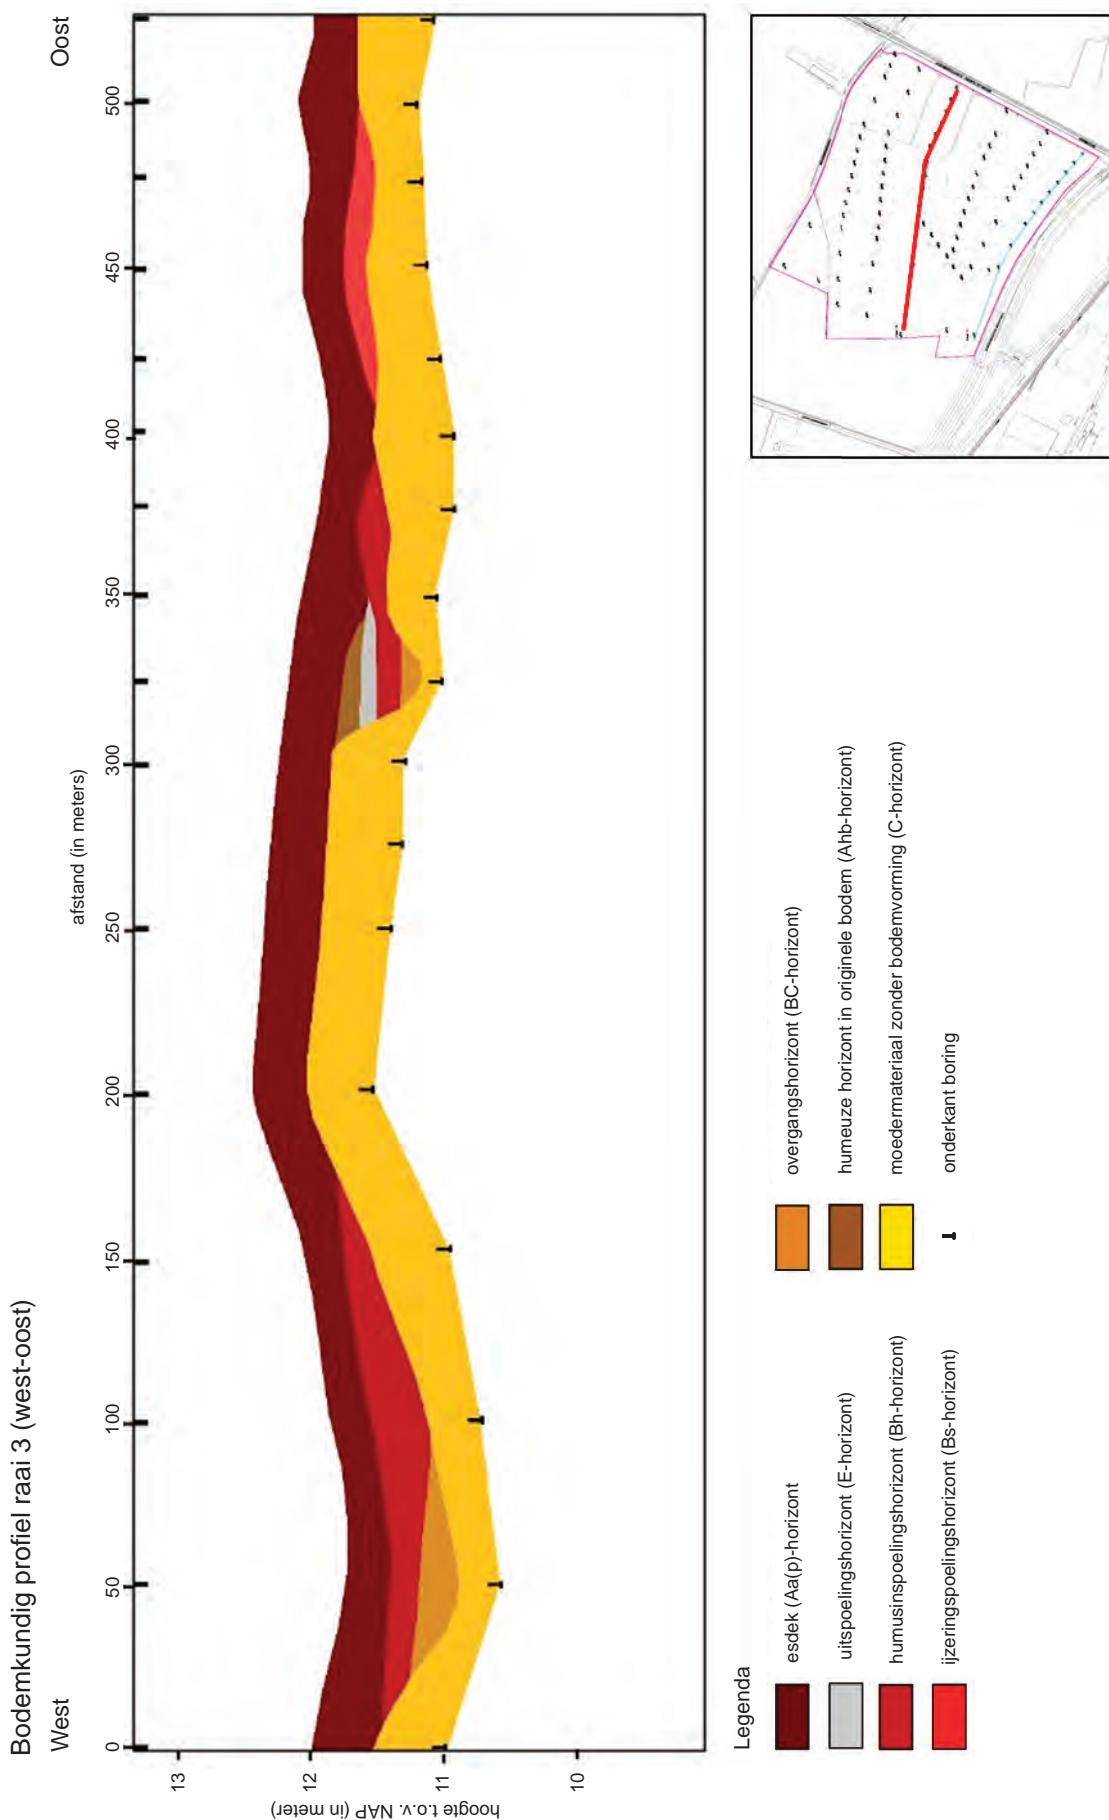 Bodemkundig profiel raai 3 (west-oost)
West
Oost
afstand (in meters)
0
50
100
150
200
250
300
350
400
450
500
hoogte t.o.v. NAP (in meter)
13
12
11
10
Legenda
esdek (Aa(p)-horizont
uitspoelingshorizont (E-horizont)
humusinspoelingshorizont (Bh-horizont)
ijzeringspoelingshorizont (Bs-horizont)
overgangshorizont (BC-horizont)
humeuze horizont in originele bodem (Ahb-horizont)
moedermateriaal zonder bodemvorming (C-horizont)
onderkant boring